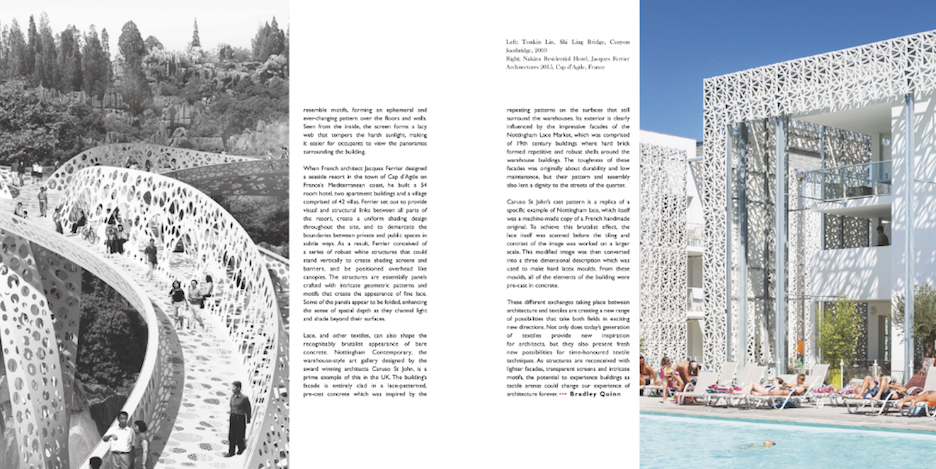 Left; Tonkin Liu, Shi Ling Bridge, Canyon
footbridge, 2009
Right, Nakâra Residential Hotel, Jacques Ferrier
Architectures 2015, Cap d'Agde, France
resemble motifs, forming an ephemeral and
ever-changing pattern over the floors and walls.
Seen from the inside, the screen forms a lacy
web that tempers the harsh sunlight, making
it easier for occupants to view the panoramas
surrounding the building.
When French architect Jacques Ferrier designed
a seaside resort in the town of Cap d'Agde on
France's Mediterranean coast, he built a 54
room hotel, two apartment buildings and a village
comprised of 42 villas. Ferrier set out to provide
visual and structural links between all parts of
the resort, create a uniform shading design
throughout the site, and to demarcate the
boundaries between private and public spaces in
subtle ways. As a result, Ferrier conceived of
a series of robust white structures that could
stand vertically to create shading screens and
barriers, and be positioned overhead like
canopies. The structures are essentially panels
crafted with intricate geometric patterns and
motifs that create the appearance of fine lace.
Some of the panels appear to be folded, enhancing
the sense of spatial depth as they channel light
and shade beyond their surfaces.
Lace, and other textiles, can also shape the
recognisably brutalist appearance of bare
concrete. Nottingham Contemporary, the
warehouse-style art gallery designed by the
award winning architects Caruso St John, is a
prime example of this in the UK. The building's
facade is entirely clad in a lace-patterned,
pre-cast concrete which was inspired by the
repeating patterns on the surfaces that still
surround the warehouses. Its exterior is clearly
influenced by the impressive facades of the
Nottingham Lace Market, which was comprised
of 19th century buildings where hard brick
formed repetitive and robust shells around the
warehouse buildings. The toughness of these
facades was originally about durability and low
maintenance, but their pattern and assembly
also lent a dignity to the streets of the quarter.
Caruso St John's cast pattern is a replica of a
specific example of Nottingham lace, which itself
was a machine-made copy of a French handmade
original. To achieve this brutalist effect, the
lace itself was scanned before the tiling and
contrast of the image was worked on a larger
scale. This modified image was then converted
into a three dimensional description which was
used to make hard latex moulds. From these
moulds, all of the elements of the building were
pre-cast in concrete.
These different exchanges taking place between
architecture and textiles are creating a new range
of possibilities that take both fields in exciting
new directions. Not only does today's generation
of textiles provide new inspiration
for architects, but they also present fresh
new possibilities for time-honoured textile
techniques. As structures are reconceived with
lighter facades, transparent screens and intricate
motifs, the potential to experience buildings as
tactile arenas could change our experience of
architecture forever. ••• Bradley Quinn